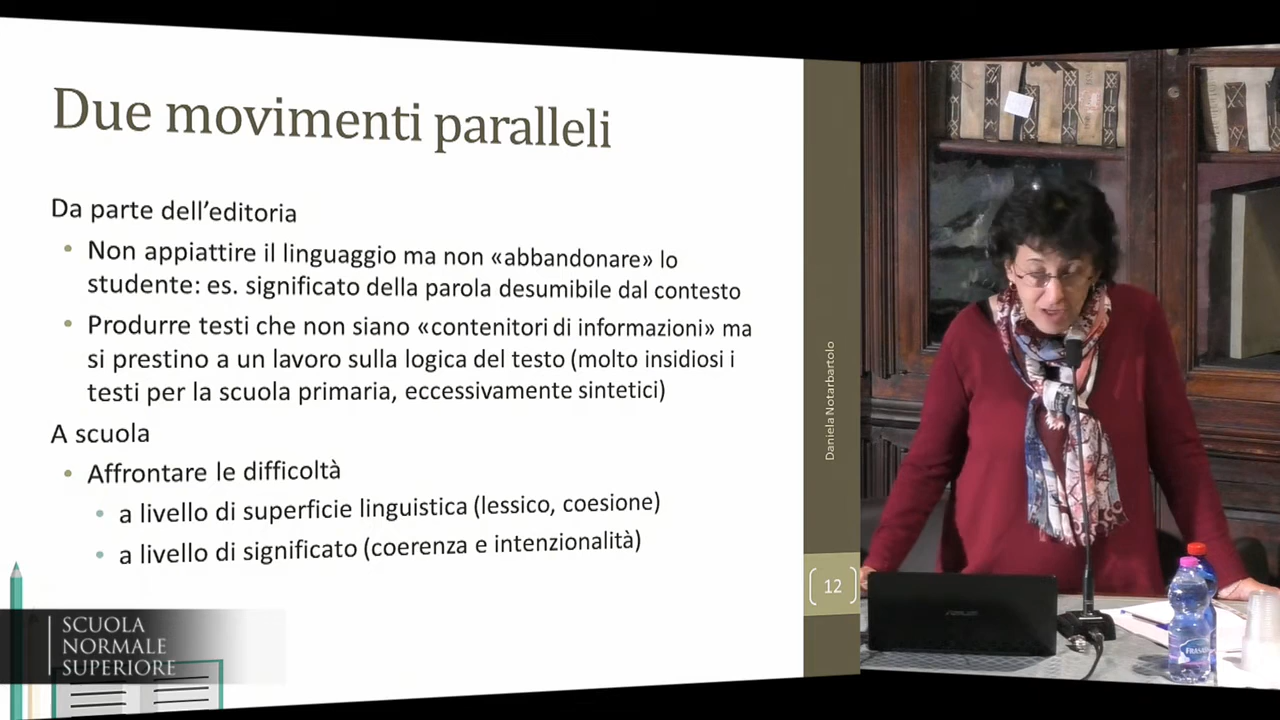 Due movimenti paralleli
Da parte dell'editoria
Non appiattire il linguaggio ma non «abbandonare» lo
studente: es. significato della parola desumibile dal contesto
Produrre testi che non siano «contenitori di informazioni» ma
si prestino a un lavoro sulla logica del testo (molto insidiosi i
testi per la scuola primaria, eccessivamente sintetici)
A scuola
Affrontare le difficoltà
a livello di superficie linguistica (lessico, coesione)
a livello di significato (coerenza e intenzionalità)
Daniela Notarbartolo
12
SCUOLA
NORMALE
SUPERIORE